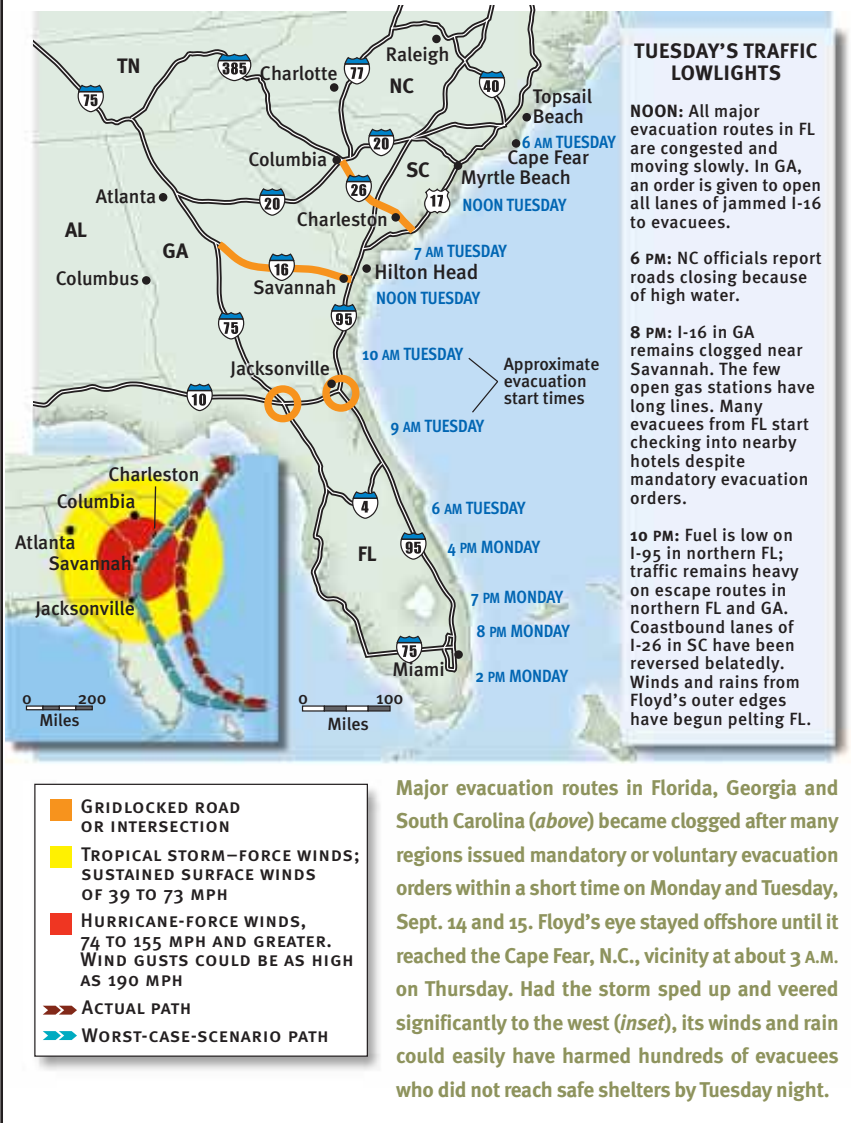 TN
385
Charlotte
77
Raleigh
NC
40
75
Topsail
Beach
20
6 AM TUESDAY
Columbia
Cape Fear
SC
Myrtle Beach
26
Atlanta
20
17
NOON TUESDAY
Charleston
AL
GA
7 AM TUESDAY
16
Hilton Head
Columbus
Savannah
NOON TUESDAY
75
95
10 AM TUESDAY
Jacksonville
Approximate
evacuation
start times
10
9 AM TUESDAY
4
6 AM TUESDAY
FL
95
4 PM MONDAY
7 PM MONDAY
8 PM MONDAY
75
Miami
2 PM MONDAY
0 100
Miles
Charleston
Columbia
Atlanta
Savannah
Jacksonville
0 200
Miles
TUESDAY'S TRAFFIC
LOWLIGHTS
NOON: All major
evacuation routes in FL
are congested and
moving slowly. In GA,
an order is given to open
all lanes of jammed I-16
to evacuees.
6 PM: NC officials report
roads closing because
of high water.
8 PM: I-16 in GA
remains clogged near
Savannah. The few
open gas stations have
long lines. Many
evacuees from FL start
checking into nearby
hotels despite
mandatory evacuation
orders.
10 PM: Fuel is low on
I-95 in northern FL;
traffic remains heavy
on escape routes in
northern FL and GA.
Coastbound lanes of
I-26 in SC have been
reversed belatedly.
Winds and rains from
Floyd's outer edges
have begun pelting FL.
GRIDLOCKED ROAD
OR INTERSECTION
TROPICAL STORM–FORCE WINDS;
SUSTAINED SURFACE WINDS
OF 39 TO 73 MPH
HURRICANE-FORCE WINDS,
74 TO 155 MPH AND GREATER.
WIND GUSTS COULD BE AS HIGH
AS 190 MPH
ACTUAL PATH
WORST-CASE-SCENARIO PATH
Major evacuation routes in Florida, Georgia and
South Carolina (above) became clogged after many
regions issued mandatory or voluntary evacuation
orders within a short time on Monday and Tuesday,
Sept. 14 and 15. Floyd's eye stayed offshore until it
reached the Cape Fear, N.C., vicinity at about 3 A.M.
on Thursday. Had the storm sped up and veered
significantly to the west (inset), its winds and rain
could easily have harmed hundreds of evacuees
who did not reach safe shelters by Tuesday night.